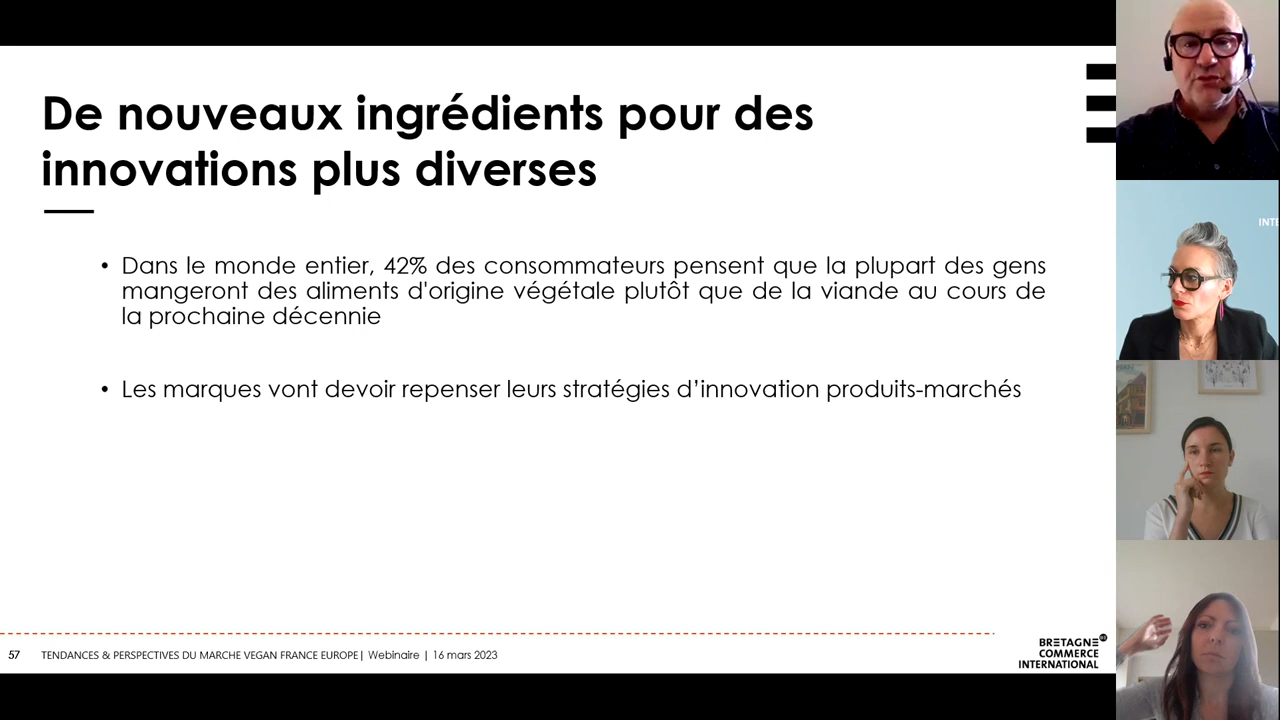 De nouveaux ingrédients pour des
innovations plus diverses
• Dans le monde entier, 42% des consommateurs pensent que la plupart des gens
mangeront des aliments d'origine végétale plutôt que de la viande au cours de
la prochaine décennie
• Les marques vont devoir repenser leurs stratégies d’innovation produits-marchés
57 TENDANCES & PERSPECTIVES DU MARCHE VEGAN FRANCE EUROPE| Webinaire | 16 mars 2023
BRETAGNE
COMMERCE
INTERNATIONAL
INTE